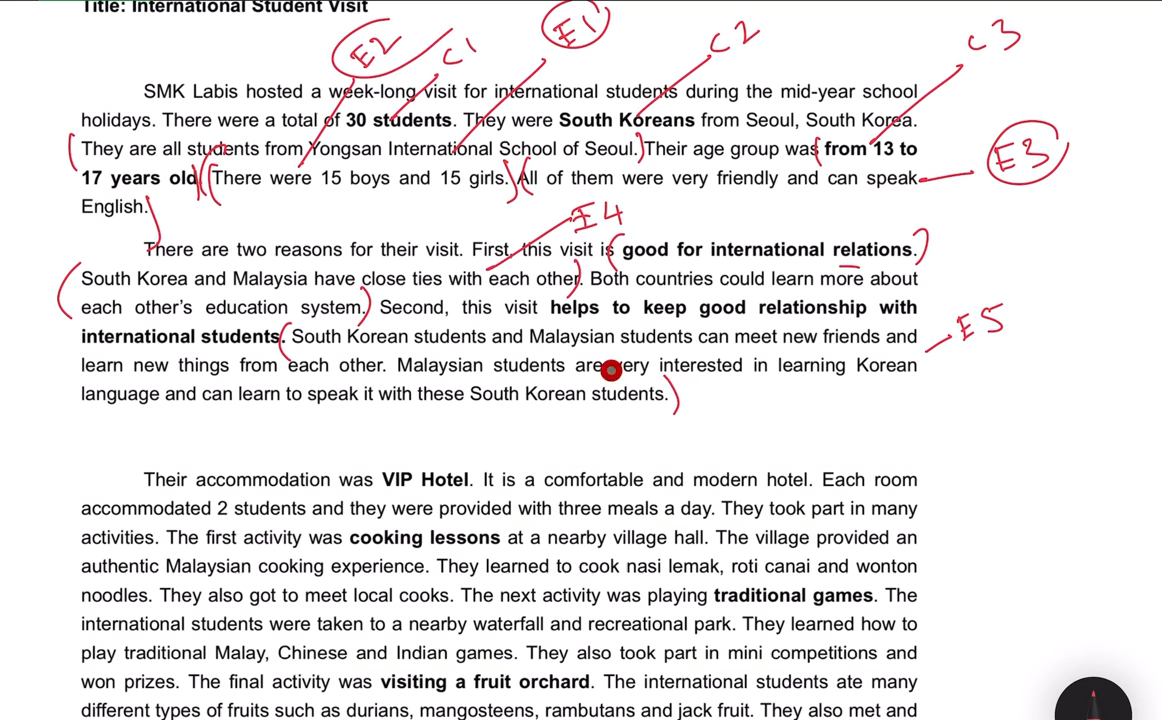 Title: International Student Visit
E2
C1
E1
C2
C3
SMK Labis hosted a week-long visit for international students during the mid-year school
holidays. There were a total of 30 students. They were South Koreans from Seoul, South Korea.
They are all students from Yongsan International School of Seoul. Their age group was from 13 to
17 years old. There were 15 boys and 15 girls. All of them were very friendly and can speak
English.
E3
E4
There are two reasons for their visit. First, this visit is good for international relations.
South Korea and Malaysia have close ties with each other. Both countries could learn more about
each other's education system. Second, this visit helps to keep good relationship with
international students. South Korean students and Malaysian students can meet new friends and
learn new things from each other. Malaysian students are very interested in learning Korean
language and can learn to speak it with these South Korean students.
E5
Their accommodation was VIP Hotel. It is a comfortable and modern hotel. Each room
accommodated 2 students and they were provided with three meals a day. They took part in many
activities. The first activity was cooking lessons at a nearby village hall. The village provided an
authentic Malaysian cooking experience. They learned to cook nasi lemak, roti canai and wonton
noodles. They also got to meet local cooks. The next activity was playing traditional games. The
international students were taken to a nearby waterfall and recreational park. They learned how to
play traditional Malay, Chinese and Indian games. They also took part in mini competitions and
won prizes. The final activity was visiting a fruit orchard. The international students ate many
different types of fruits such as durians, mangosteens, rambutans and jack fruit. They also met and